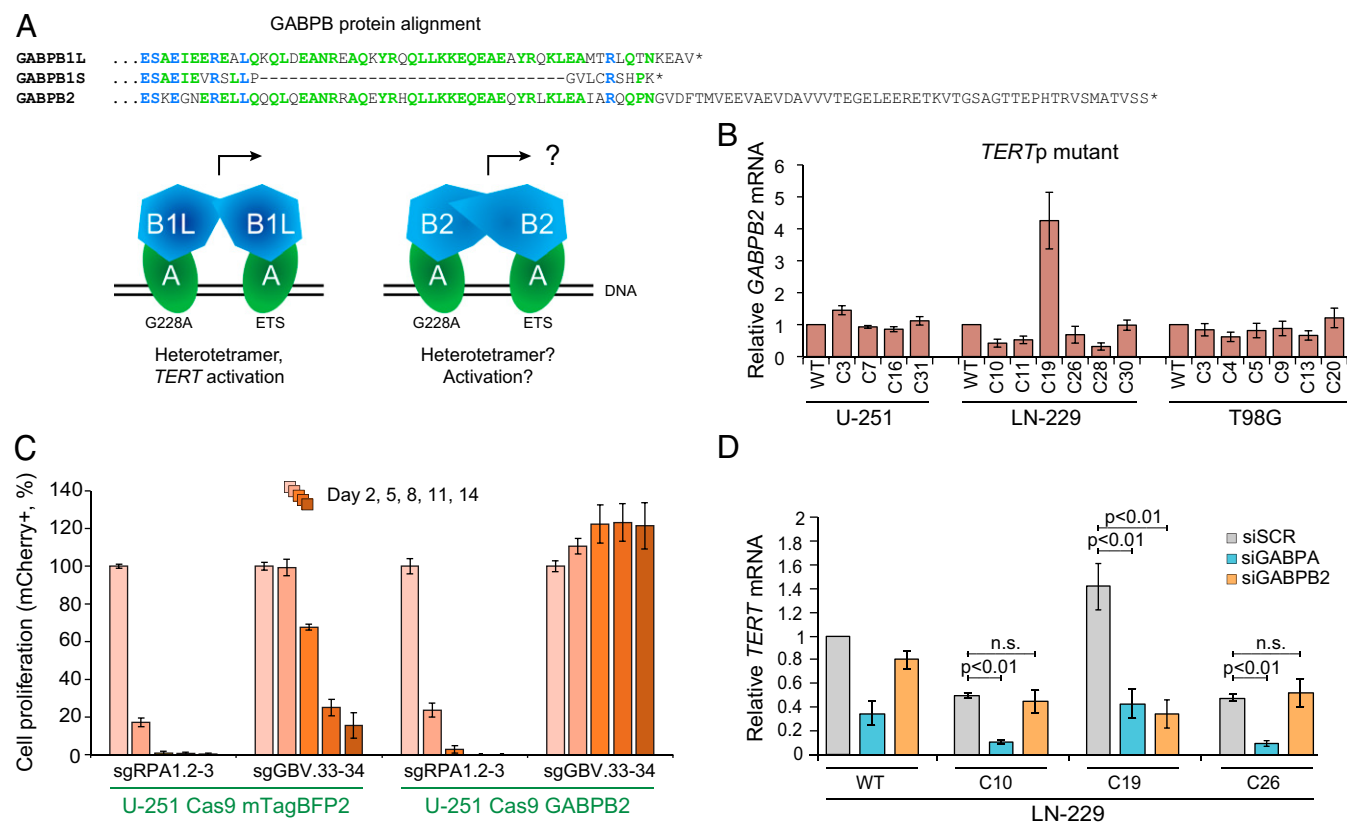 A
GABPB protein alignment
GABPB1L ...ESAEIEEREALQKQLDEANREAQKYRQQLLKKEQEAEAYRQKLEAMTRLQTNKEAV*
GABPB1S ...ESAEIEVRSLLP-------------------------------GVLCRSHPK*
GABPB2 ...ESKEGNERELLQQQLQEANRRAQEYRHQLLKKEQEAEQYRLKLEAIARQQPNGVDFTMVEEVAEVDAVVVTEGELEERETKVTGSAGTTEPHTRVSMATVSS*
B1L B1L
A A
G228A ETS
Heterotetramer,
TERT activation
?
B2 B2
A A
DNA
G228A ETS
Heterotetramer?
Activation?
B
TERTp mutant
Relative GABPB2 mRNA
6
5
4
3
2
1
0
WT C3 C7 C16 C31
WT C10 C11 C19 C26 C28 C30
WT C3 C4 C5 C9 C13 C20
U-251 LN-229 T98G
C
Day 2, 5, 8, 11, 14
Cell proliferation (mCherry+, %)
140
120
100
80
60
40
20
0
sgRPA1.2-3 sgGBV.33-34 sgRPA1.2-3 sgGBV.33-34
U-251 Cas9 mTagBFP2 U-251 Cas9 GABPB2
D
Relative TERT mRNA
2
1.8
1.6
1.4
1.2
1
0.8
0.6
0.4
0.2
0
siSCR
siGABPA
siGABPB2
n.s.
p<0.01
p<0.01
p<0.01
n.s.
p<0.01
WT C10 C19 C26
LN-229